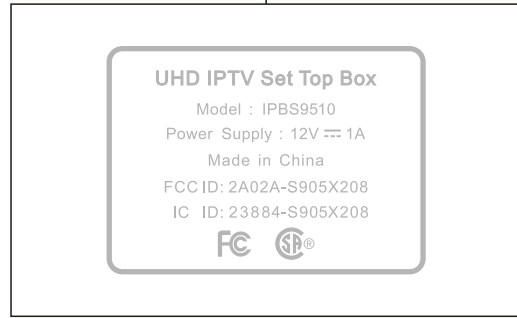 UHD IPTV Set Top Box
Model : IPBS9510
Power Supply : 12V ⎓ 1A
Made in China
FCC ID: 2A02A-S905X208
IC ID: 23884-S905X208
FC SA®